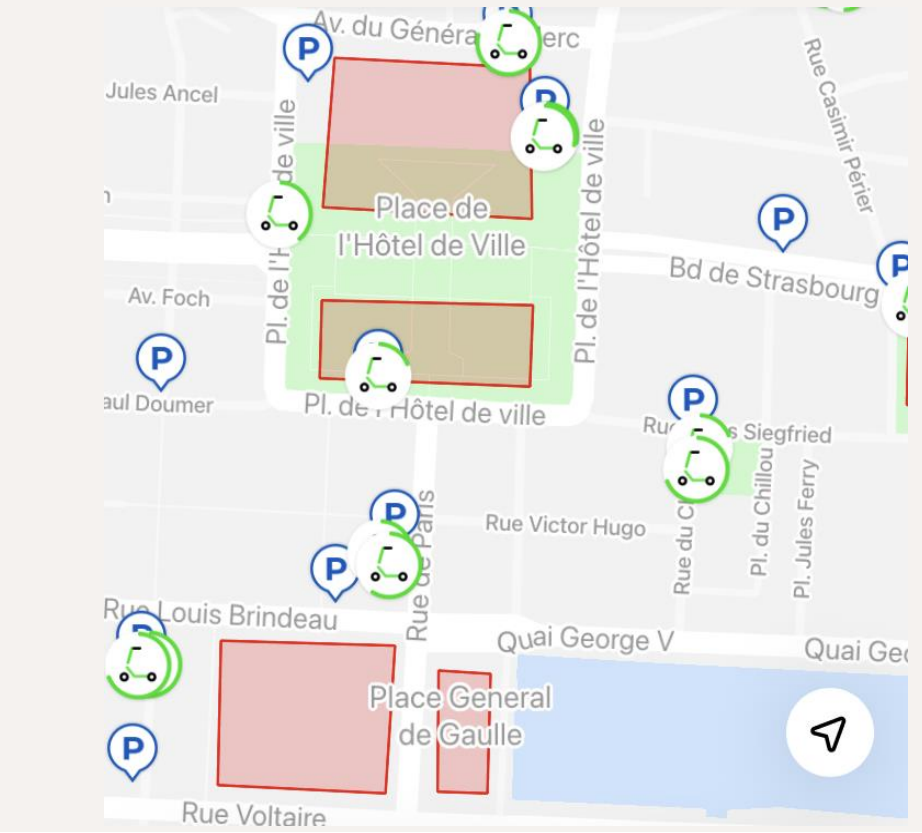 Av. du Généra
erc
P
Jules Ancel
P
Rue Casimir Périer
de ville
Pl. de l'H
Place de
l'Hôtel de Ville
Pl. de l'Hôtel de ville
P
Bd de Strasbourg
P
Av. Foch
P
aul Doumer
Pl. de l'Hôtel de ville
P
Rue
s Siegfried
Rue du C
Pl. du Chillou
Pl. Jules Ferry
P
Rue Victor Hugo
Rue de Paris
P
Rue Louis Brindeau
Quai George V
Quai Geo
P
Place General
de Gaulle
P
Rue Voltaire